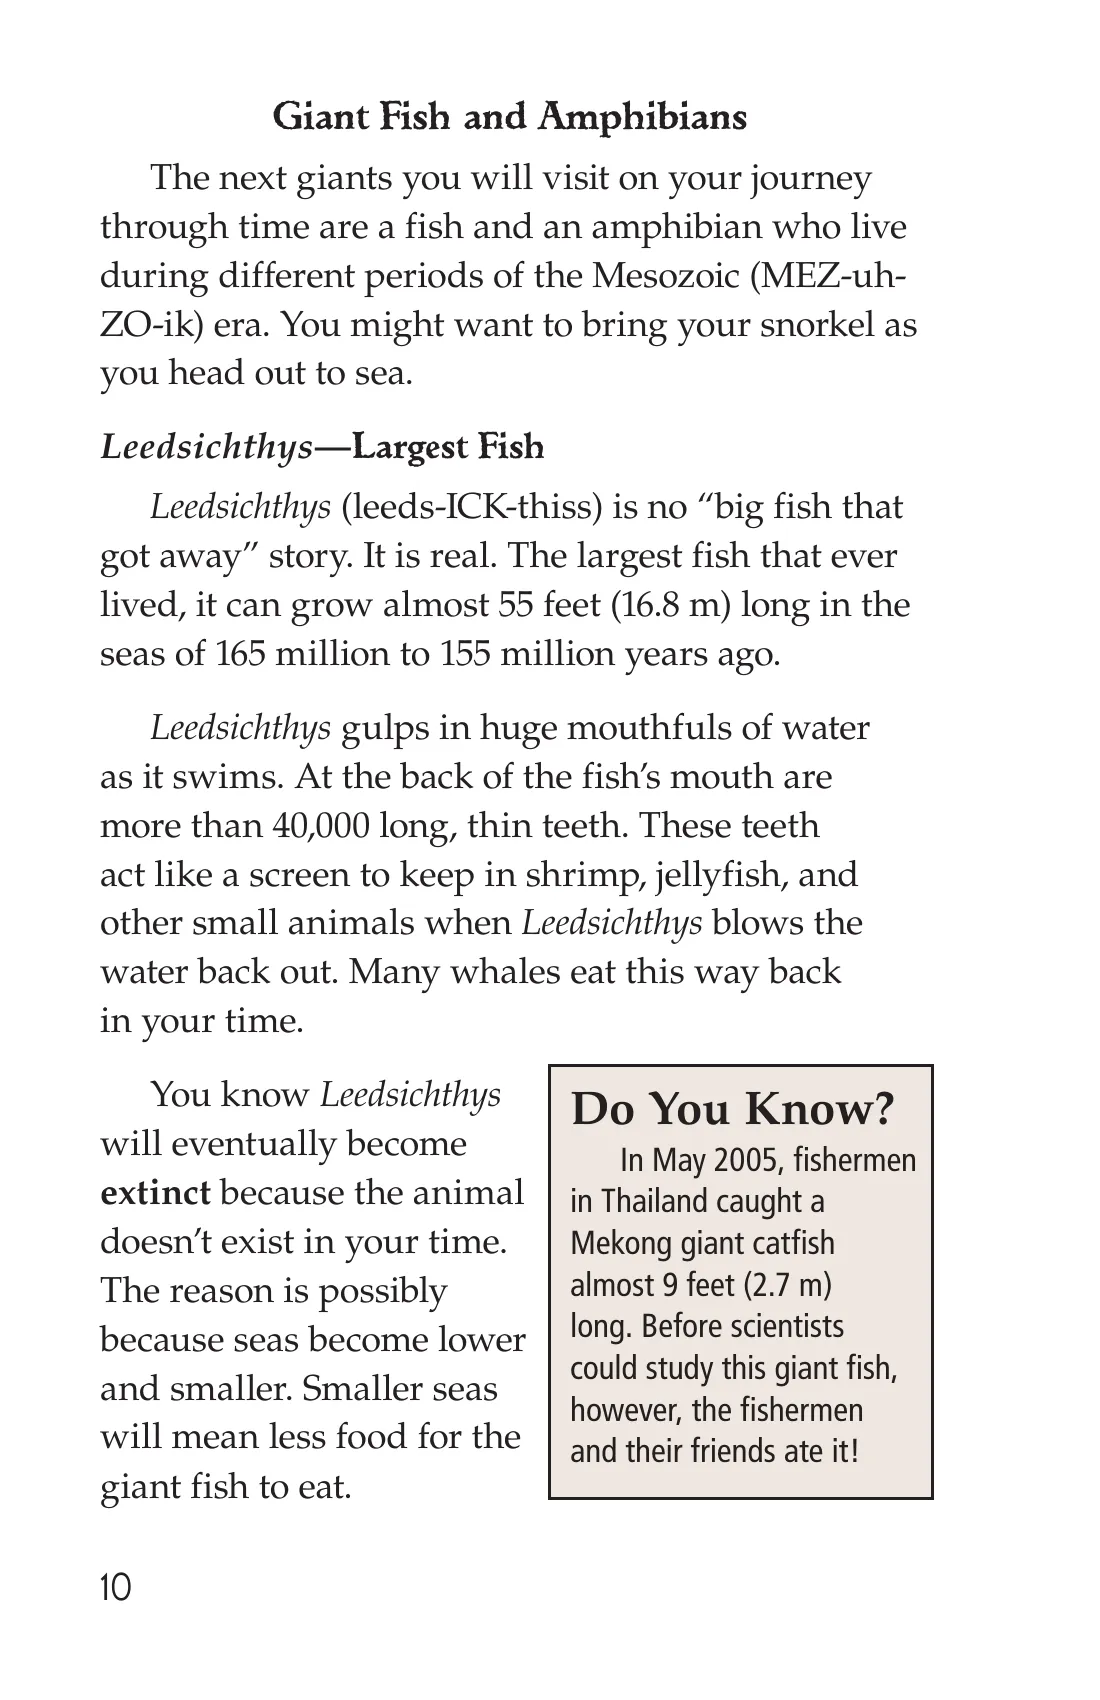 Giant Fish and Amphibians
The next giants you will visit on your journey
through time are a fish and an amphibian who live
during different periods of the Mesozoic (MEZ-uh-
ZO-ik) era. You might want to bring your snorkel as
you head out to sea.
Leedsichthys—Largest Fish
Leedsichthys (leeds-ICK-thiss) is no “big fish that
got away” story. It is real. The largest fish that ever
lived, it can grow almost 55 feet (16.8 m) long in the
seas of 165 million to 155 million years ago.
Leedsichthys gulps in huge mouthfuls of water
as it swims. At the back of the fish’s mouth are
more than 40,000 long, thin teeth. These teeth
act like a screen to keep in shrimp, jellyfish, and
other small animals when Leedsichthys blows the
water back out. Many whales eat this way back
in your time.
You know Leedsichthys
will eventually become
extinct because the animal
doesn’t exist in your time.
The reason is possibly
because seas become lower
and smaller. Smaller seas
will mean less food for the
giant fish to eat.
Do You Know?
In May 2005, fishermen
in Thailand caught a
Mekong giant catfish
almost 9 feet (2.7 m)
long. Before scientists
could study this giant fish,
however, the fishermen
and their friends ate it!
10